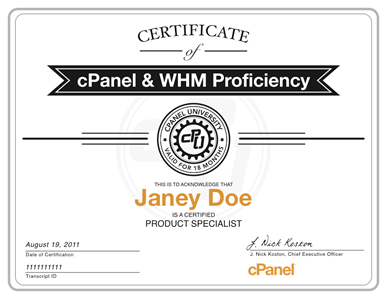 CERTIFICATE
of
cPanel & WHM Proficiency
CPANEL UNIVERSITY
CPU
VALID FOR 18 MONTHS
THIS IS TO ACKNOWLEDGE THAT
Janey Doe
IS A CERTIFIED
PRODUCT SPECIALIST
August 19, 2011
Date of Certification
1111111111
Transcript ID
J. Nick Koston
J. Nick Koston, Chief Executive Officer
cPanel